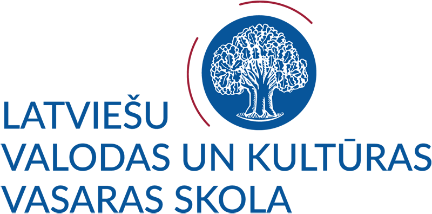 LATVIEŠU
VALODAS UN KULTŪRAS
VASARAS SKOLA